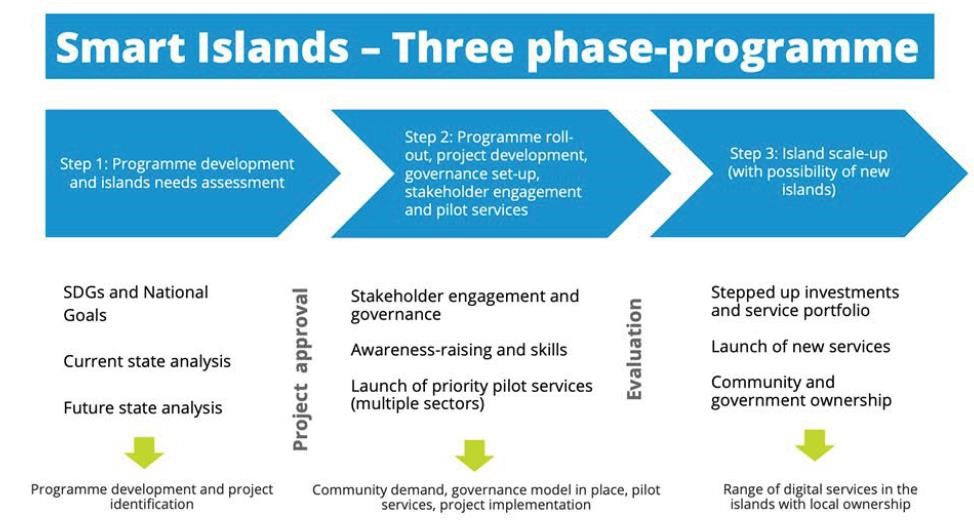 Smart Islands – Three phase-programme
Step 1: Programme development
and islands needs assessment
Step 2: Programme roll-
out, project development,
governance set-up,
stakeholder engagement
and pilot services
Step 3: Island scale-up
(with possibility of new
islands)
SDGs and National
Goals
Current state analysis
Future state analysis
Programme development and project
identification
Project approval
Stakeholder engagement and
governance
Awareness-raising and skills
Launch of priority pilot services
(multiple sectors)
Community demand, governance model in place, pilot
services, project implementation
Evaluation
Stepped up investments
and service portfolio
Launch of new services
Community and
government ownership
Range of digital services in the
islands with local ownership